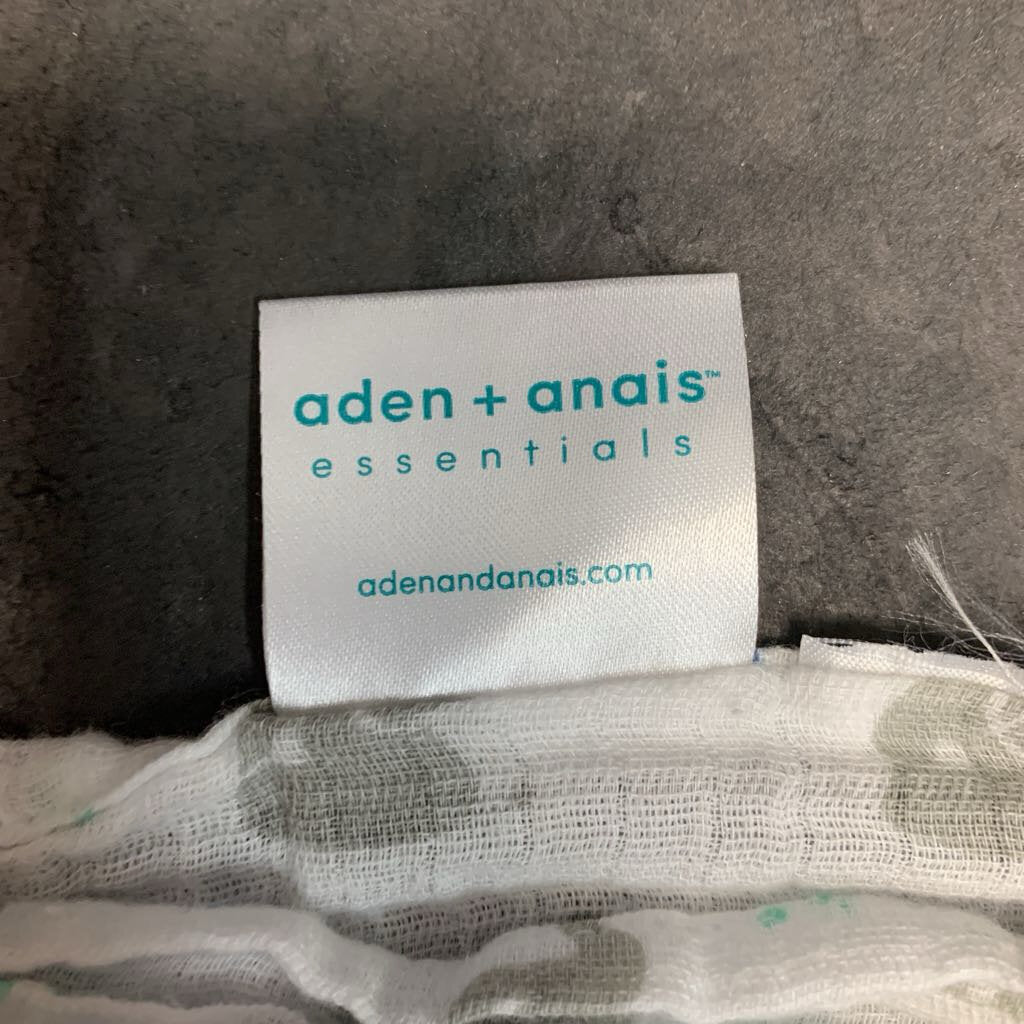 aden + anais™
essentials
adenandanais.com